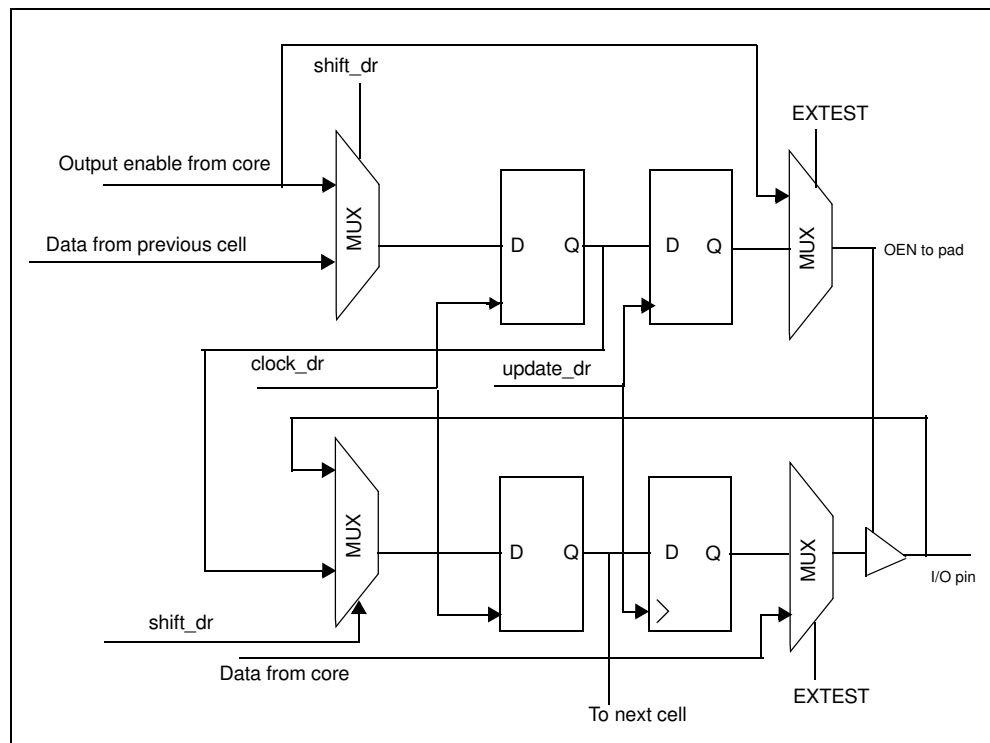 shift_dr
EXTEST
Output enable from core
MUX
D Q
D Q
MUX
Data from previous cell
OEN to pad
clock_dr
update_dr
MUX
D Q
D Q
MUX
I/O pin
shift_dr
Data from core
EXTEST
To next cell